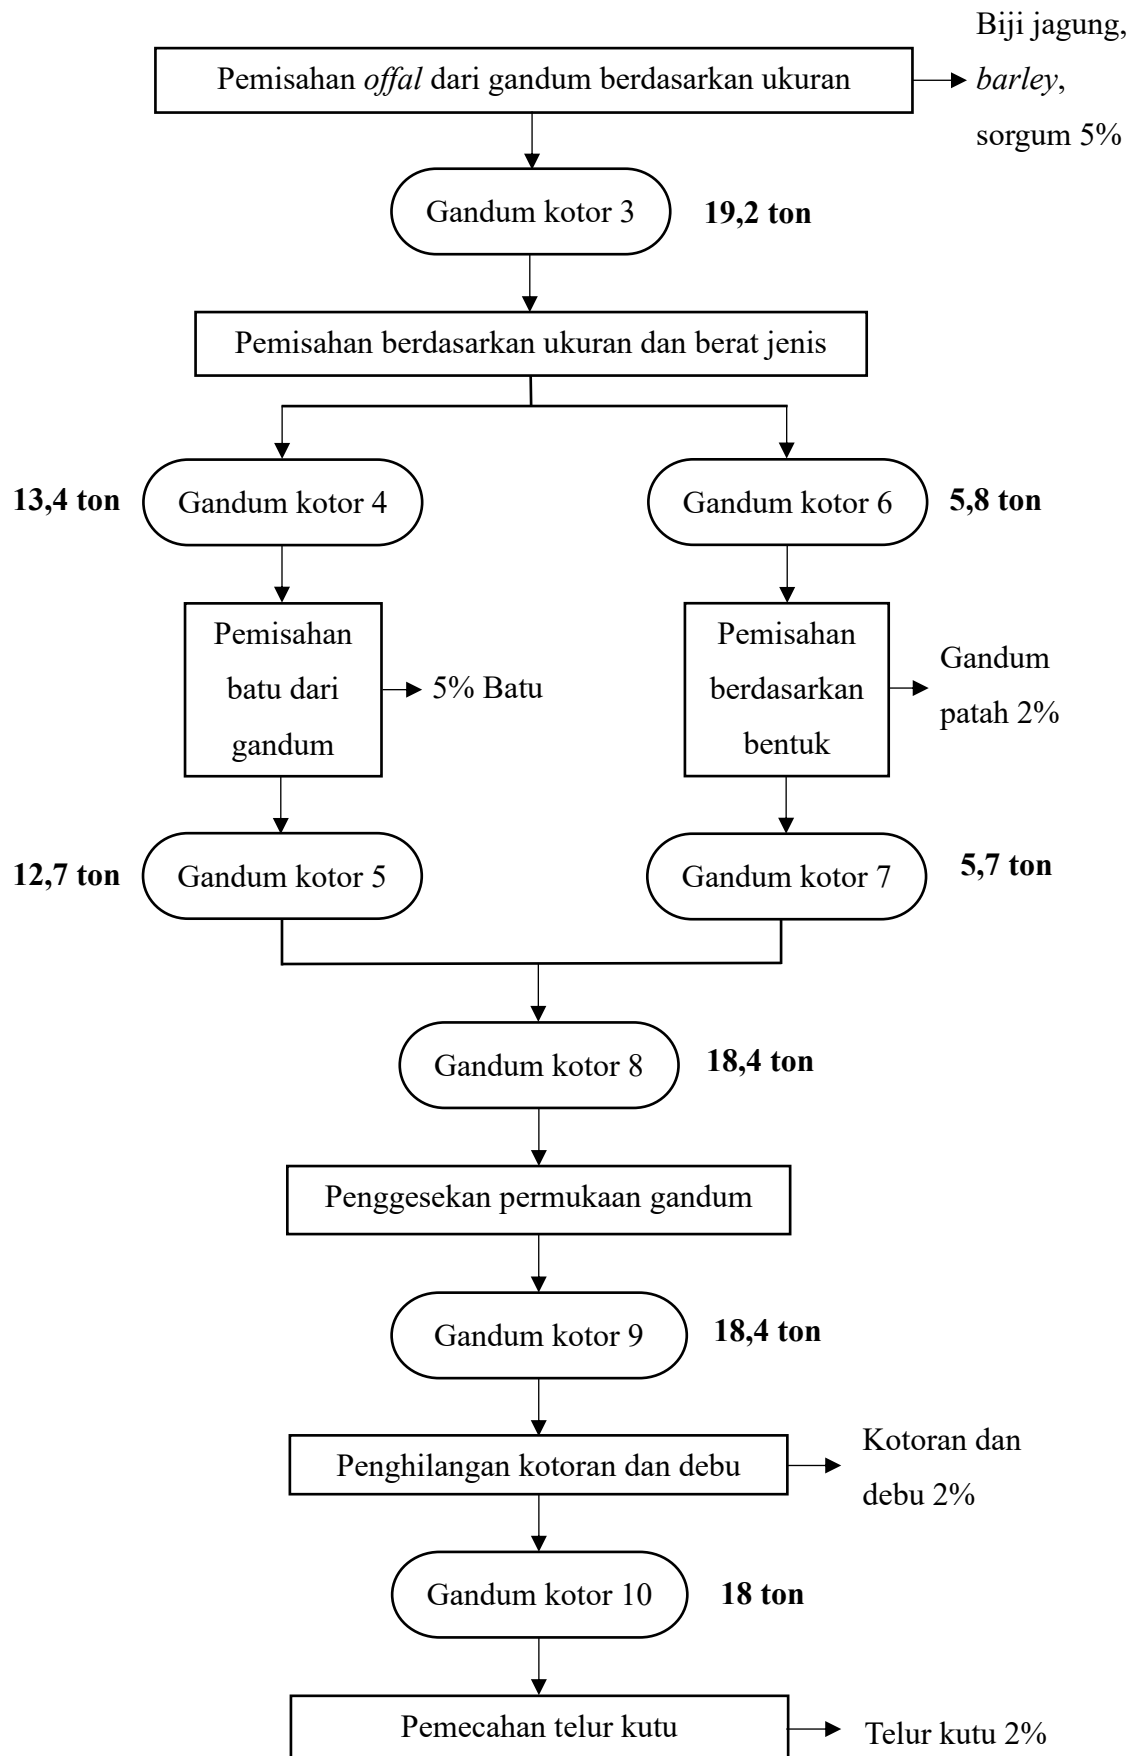 Biji jagung,
Pemisahan offal dari gandum berdasarkan ukuran
barley,
sorgum 5%
Gandum kotor 3
19,2 ton
Pemisahan berdasarkan ukuran dan berat jenis
13,4 ton
Gandum kotor 4
Gandum kotor 6
5,8 ton
Pemisahan
batu dari
gandum
5% Batu
Pemisahan
berdasarkan
bentuk
Gandum
patah 2%
12,7 ton
Gandum kotor 5
Gandum kotor 7
5,7 ton
Gandum kotor 8
18,4 ton
Penggesekan permukaan gandum
Gandum kotor 9
18,4 ton
Penghilangan kotoran dan debu
Kotoran dan
debu 2%
Gandum kotor 10
18 ton
Pemecahan telur kutu
Telur kutu 2%